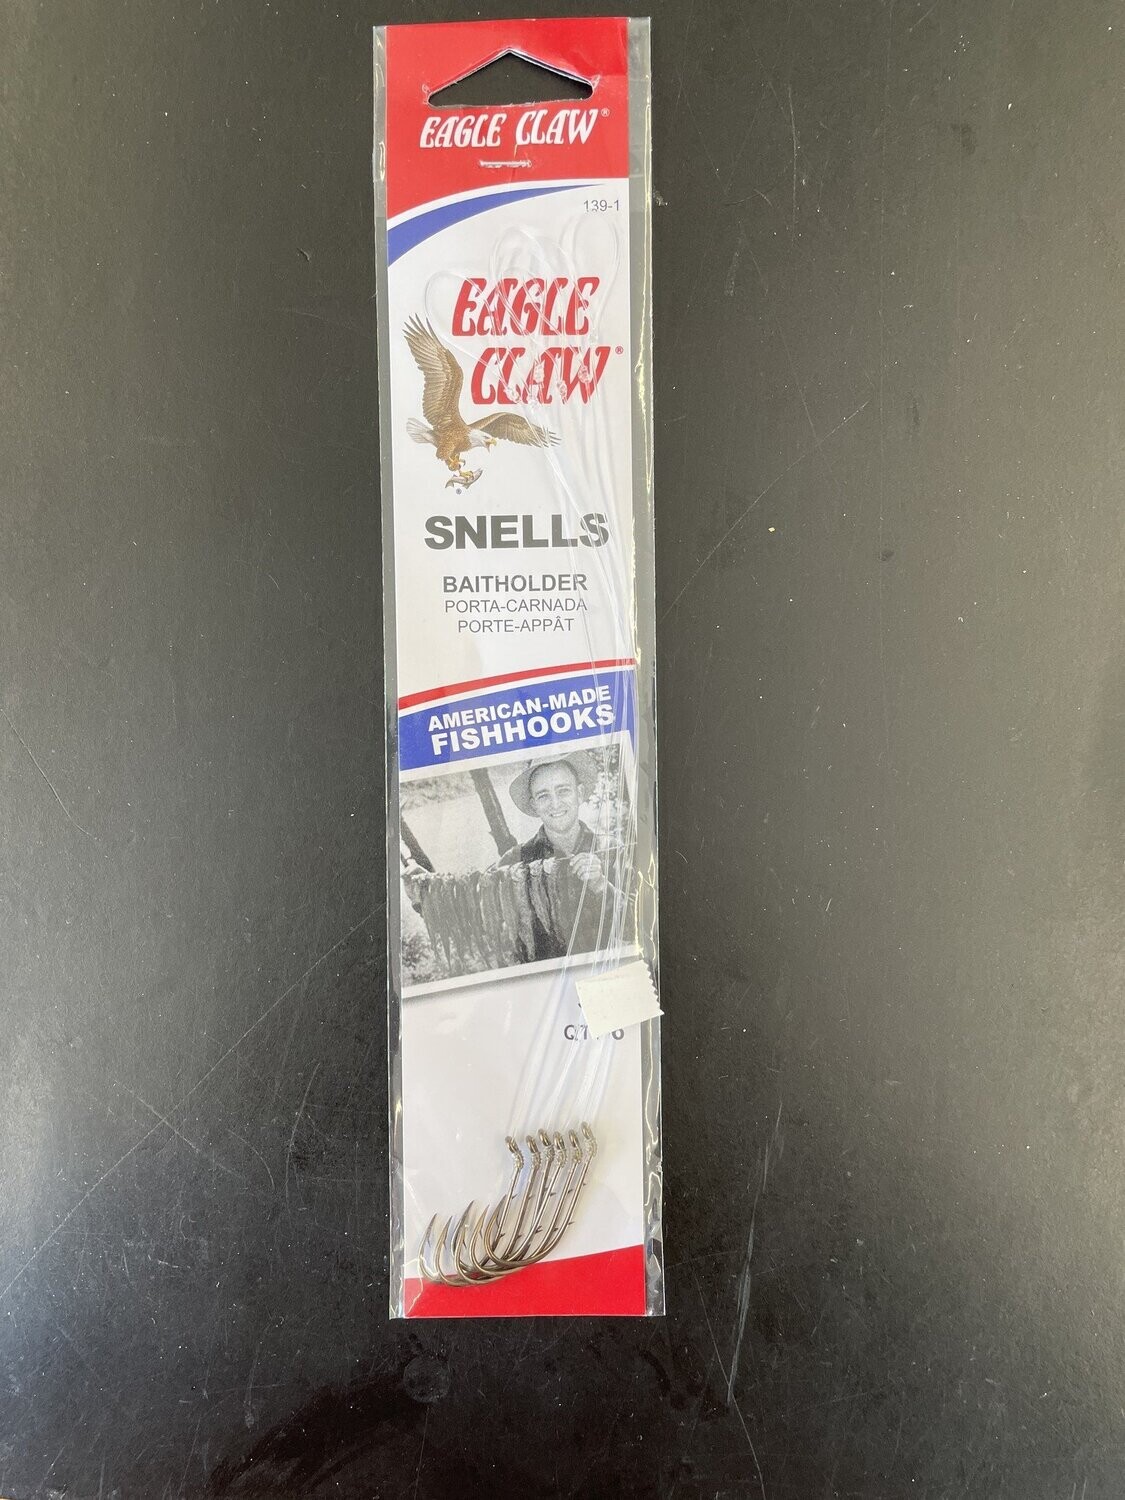 EAGLE CLAW®
139-1
EAGLE
CLAW®
®
SNELLS
BAITHOLDER
PORTA-CARNADA
PORTE-APPÂT
AMERICAN-MADE
FISHHOOKS